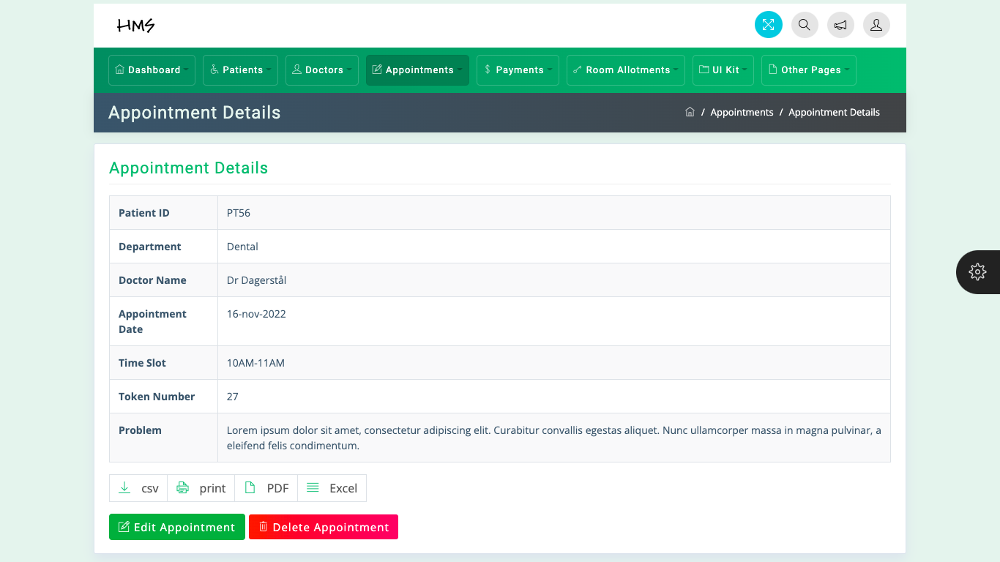 HMS
Dashboard Patients Doctors Appointments Payments Room Allotments UI Kit Other Pages
Appointment Details
/ Appointments / Appointment Details
Appointment Details
Patient ID PT56
Department Dental
Doctor Name Dr Dagerstål
Appointment Date 16-nov-2022
Time Slot 10AM-11AM
Token Number 27
Problem Lorem ipsum dolor sit amet, consectetur adipiscing elit. Curabitur convallis egestas aliquet. Nunc ullamcorper massa in magna pulvinar, a
eleifend felis condimentum.
csv print PDF Excel
Edit Appointment Delete Appointment